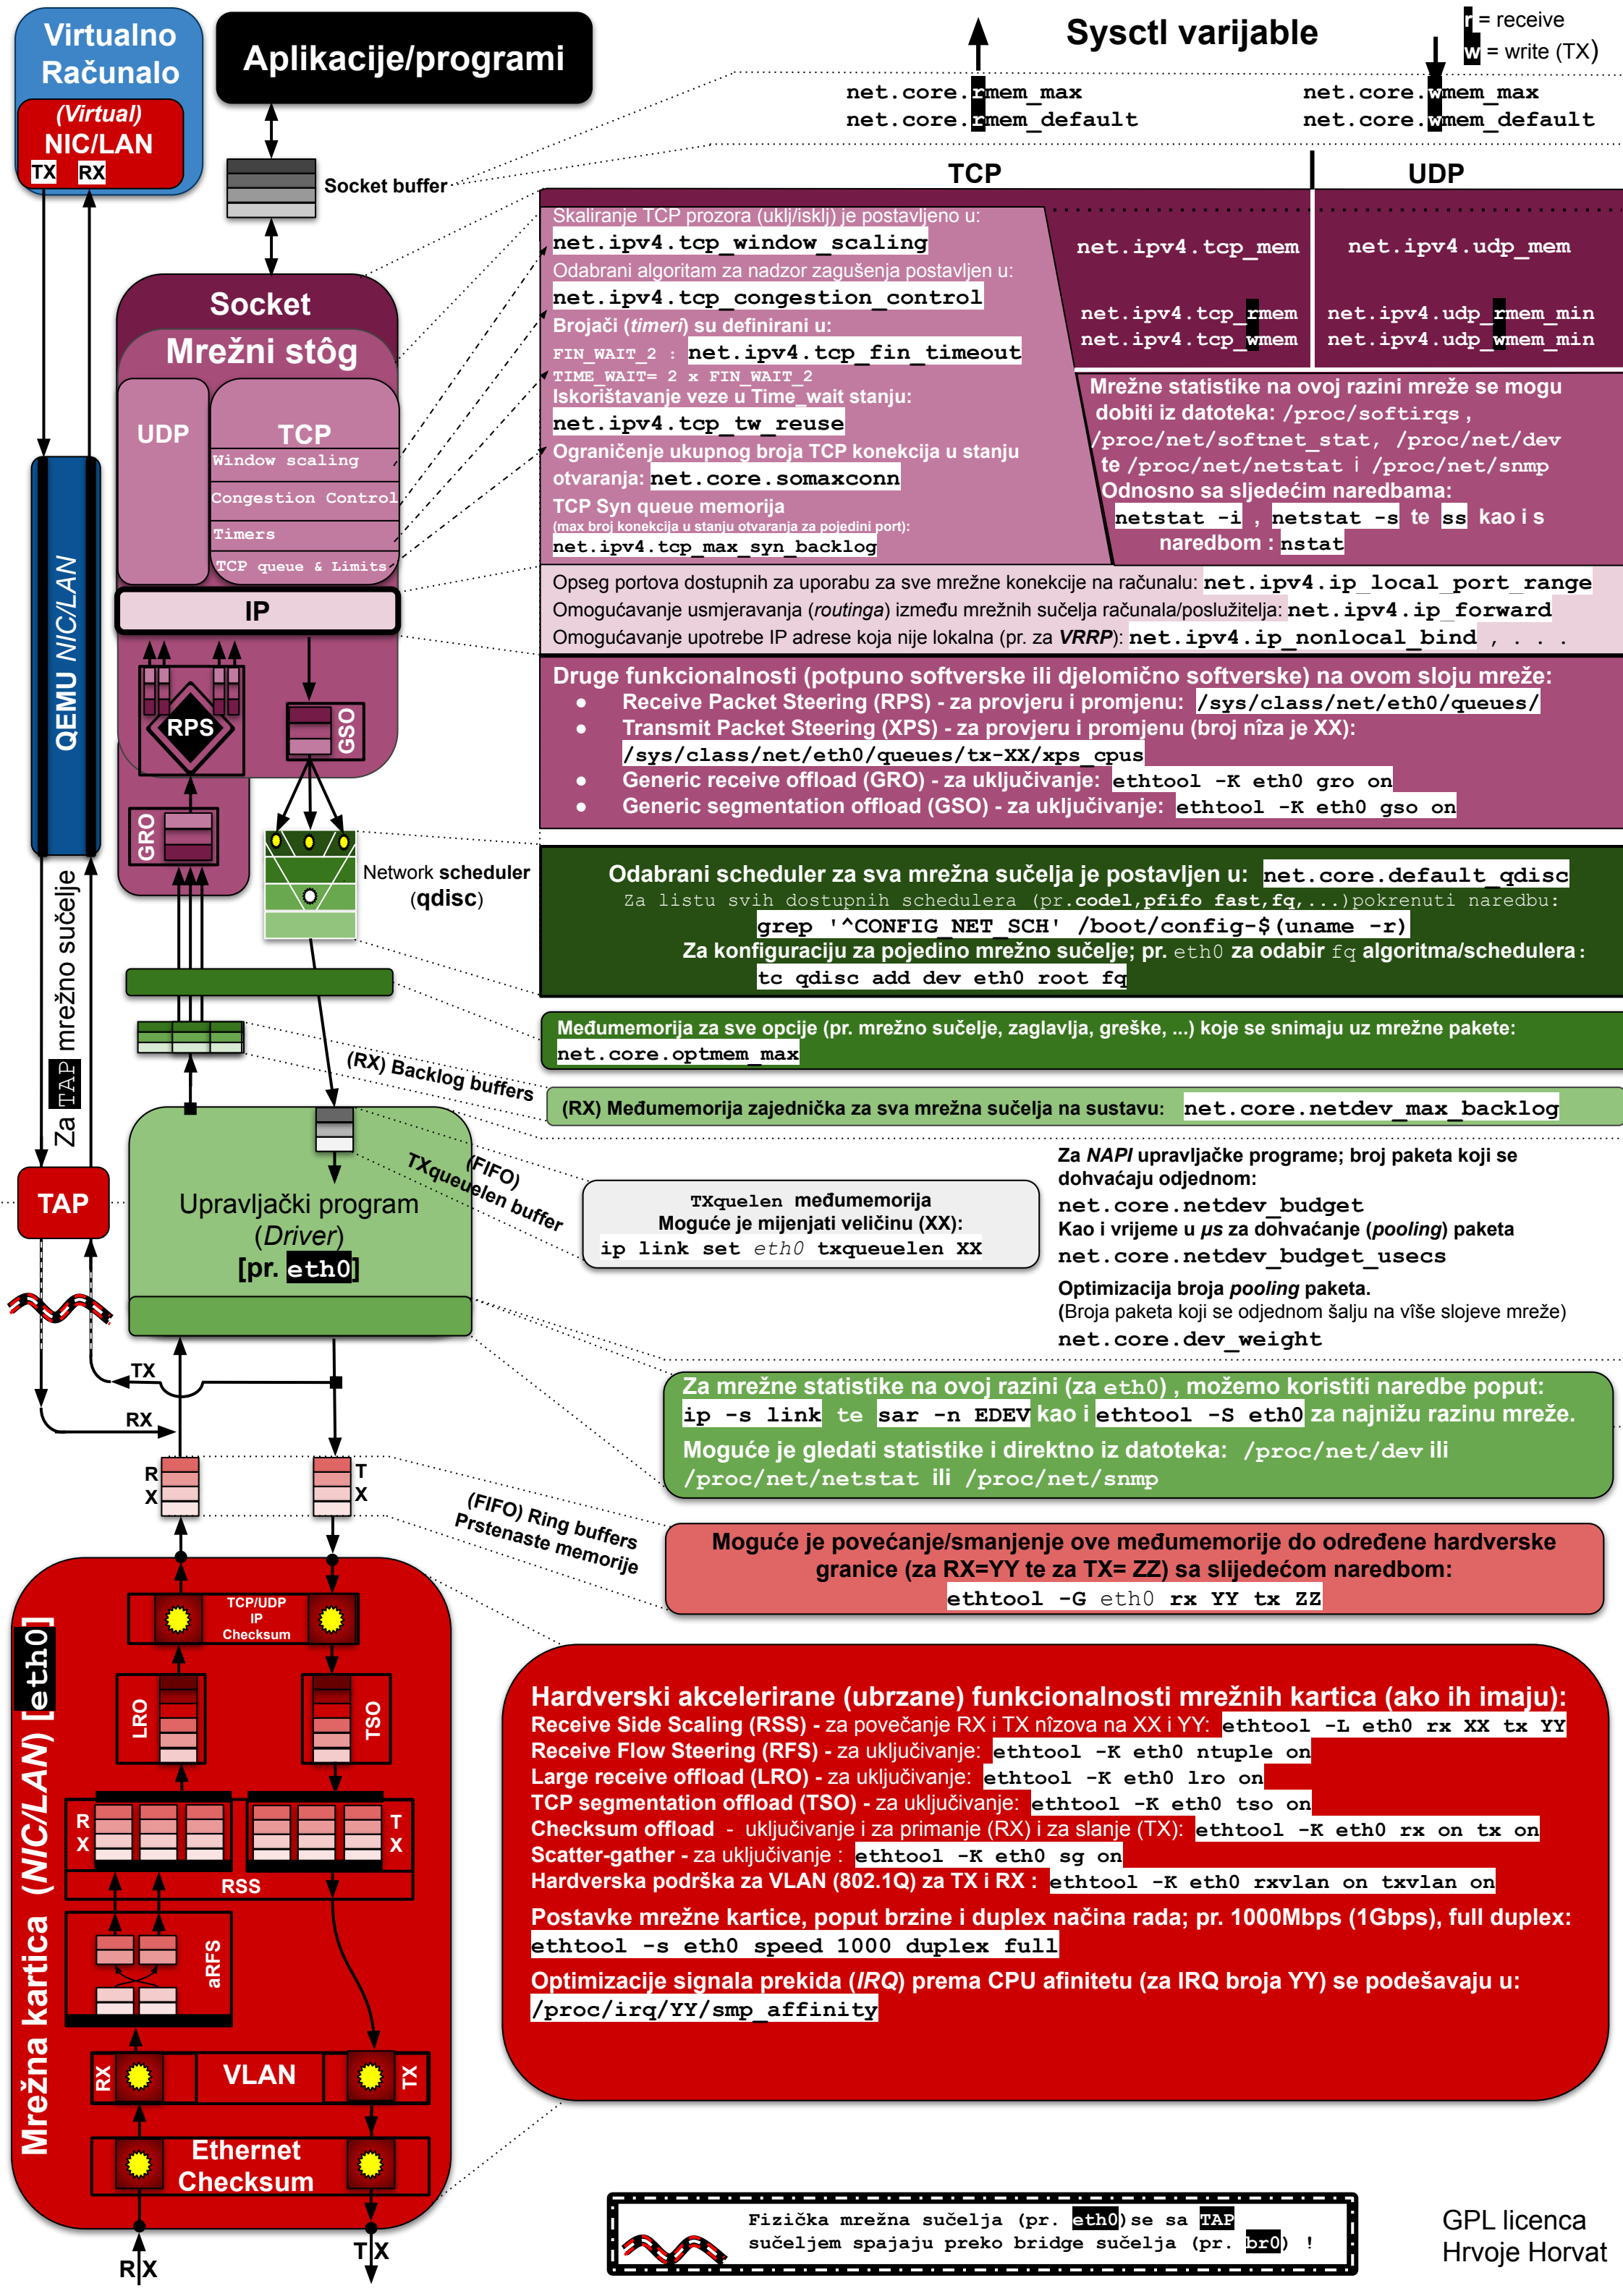 Virtualno
Računalo
(Virtual)
NIC/LAN
TX RX
Aplikacije/programi
Sysctl varijable
r = receive
w = write (TX)
net.core.rmem_max
net.core.rmem_default
net.core.wmem_max
net.core.wmem_default
Socket buffer
TCP
UDP
Skaliranje TCP prozora (uklj/isklj) je postavljeno u:
net.ipv4.tcp_window_scaling
Odabrani algoritam za nadzor zagušenja postavljen u:
net.ipv4.tcp_congestion_control
Brojači (timeri) su definirani u:
FIN_WAIT_2 : net.ipv4.tcp_fin_timeout
TIME_WAIT= 2 x FIN_WAIT_2
Iskorištavanje veze u Time_wait stanju:
net.ipv4.tcp_tw_reuse
Ograničenje ukupnog broja TCP konekcija u stanju
otvaranja: net.core.somaxconn
TCP Syn queue memorija
(max broj konekcija u stanju otvaranja za pojedini port):
net.ipv4.tcp_max_syn_backlog
net.ipv4.tcp_mem
net.ipv4.udp_mem
net.ipv4.tcp_rmem
net.ipv4.tcp_wmem
net.ipv4.udp_rmem_min
net.ipv4.udp_wmem_min
Mrežne statistike na ovoj razini mreže se mogu
dobiti iz datoteka: /proc/softirqs ,
/proc/net/softnet_stat, /proc/net/dev
te /proc/net/netstat i /proc/net/snmp
Odnosno sa sljedećim naredbama:
netstat -i , netstat -s te ss kao i s
naredbom : nstat
Socket
Mrežni stôg
UDP
TCP
Window scaling
Congestion Control
Timers
TCP queue & Limits
IP
RPS
GSO
GRO
QEMU NIC/LAN
Opseg portova dostupnih za uporabu za sve mrežne konekcije na računalu: net.ipv4.ip_local_port_range
Omogućavanje usmjeravanja (routinga) između mrežnih sučelja računala/poslužitelja: net.ipv4.ip_forward
Omogućavanje upotrebe IP adrese koja nije lokalna (pr. za VRRP): net.ipv4.ip_nonlocal_bind , . . .
Druge funkcionalnosti (potpuno softverske ili djelomično softverske) na ovom sloju mreže:
● Receive Packet Steering (RPS) - za provjeru i promjenu: /sys/class/net/eth0/queues/
● Transmit Packet Steering (XPS) - za provjeru i promjenu (broj nîza je XX):
/sys/class/net/eth0/queues/tx-XX/xps_cpus
● Generic receive offload (GRO) - za uključivanje: ethtool -K eth0 gro on
● Generic segmentation offload (GSO) - za uključivanje: ethtool -K eth0 gso on
Network scheduler
(qdisc)
Odabrani scheduler za sva mrežna sučelja je postavljen u: net.core.default_qdisc
Za listu svih dostupnih schedulera (pr.codel,pfifo fast,fq,...)pokrenuti naredbu:
grep '^CONFIG_NET_SCH' /boot/config-$(uname -r)
Za konfiguraciju za pojedino mrežno sučelje; pr. eth0 za odabir fq algoritma/schedulera:
tc qdisc add dev eth0 root fq
Za TAP mrežno sučelje
Međumemorija za sve opcije (pr. mrežno sučelje, zaglavlja, greške, ...) koje se snimaju uz mrežne pakete:
net.core.optmem_max
(RX) Backlog buffers
(RX) Međumemorija zajednička za sva mrežna sučelja na sustavu: net.core.netdev_max_backlog
TAP
Upravljački program
(Driver)
[pr. eth0]
(FIFO)
TXqueuelen buffer
TXquelen međumemorija
Moguće je mijenjati veličinu (XX):
ip link set eth0 txqueuelen XX
Za NAPI upravljačke programe; broj paketa koji se
dohvaćaju odjednom:
net.core.netdev_budget
Kao i vrijeme u µs za dohvaćanje (pooling) paketa
net.core.netdev_budget_usecs
Optimizacija broja pooling paketa.
(Broja paketa koji se odjednom šalju na vîše slojeve mreže)
net.core.dev_weight
TX
RX
Za mrežne statistike na ovoj razini (za eth0) , možemo koristiti naredbe poput:
ip -s link te sar -n EDEV kao i ethtool -S eth0 za najnižu razinu mreže.
Moguće je gledati statistike i direktno iz datoteka: /proc/net/dev ili
/proc/net/netstat ili /proc/net/snmp
RX
TX
(FIFO) Ring buffers
Prstenaste memorije
Moguće je povećanje/smanjenje ove međumemorije do određene hardverske
granice (za RX=YY te za TX= ZZ) sa slijedećom naredbom:
ethtool -G eth0 rx YY tx ZZ
Mrežna kartica (NIC/LAN) [eth0]
TCP/UDP
IP
Checksum
LRO
TSO
RX
TX
RSS
aRFS
RX
VLAN
TX
Ethernet
Checksum
RX
TX
Hardverski akcelerirane (ubrzane) funkcionalnosti mrežnih kartica (ako ih imaju):
Receive Side Scaling (RSS) - za povečanje RX i TX nîzova na XX i YY: ethtool -L eth0 rx XX tx YY
Receive Flow Steering (RFS) - za uključivanje: ethtool -K eth0 ntuple on
Large receive offload (LRO) - za uključivanje: ethtool -K eth0 lro on
TCP segmentation offload (TSO) - za uključivanje: ethtool -K eth0 tso on
Checksum offload - uključivanje i za primanje (RX) i za slanje (TX): ethtool -K eth0 rx on tx on
Scatter-gather - za uključivanje : ethtool -K eth0 sg on
Hardverska podrška za VLAN (802.1Q) za TX i RX : ethtool -K eth0 rxvlan on txvlan on
Postavke mrežne kartice, poput brzine i duplex načina rada; pr. 1000Mbps (1Gbps), full duplex:
ethtool -s eth0 speed 1000 duplex full
Optimizacije signala prekida (IRQ) prema CPU afinitetu (za IRQ broja YY) se podešavaju u:
/proc/irq/YY/smp_affinity
Fizička mrežna sučelja (pr. eth0)se sa TAP
sučeljem spajaju preko bridge sučelja (pr. br0) !
GPL licenca
Hrvoje Horvat